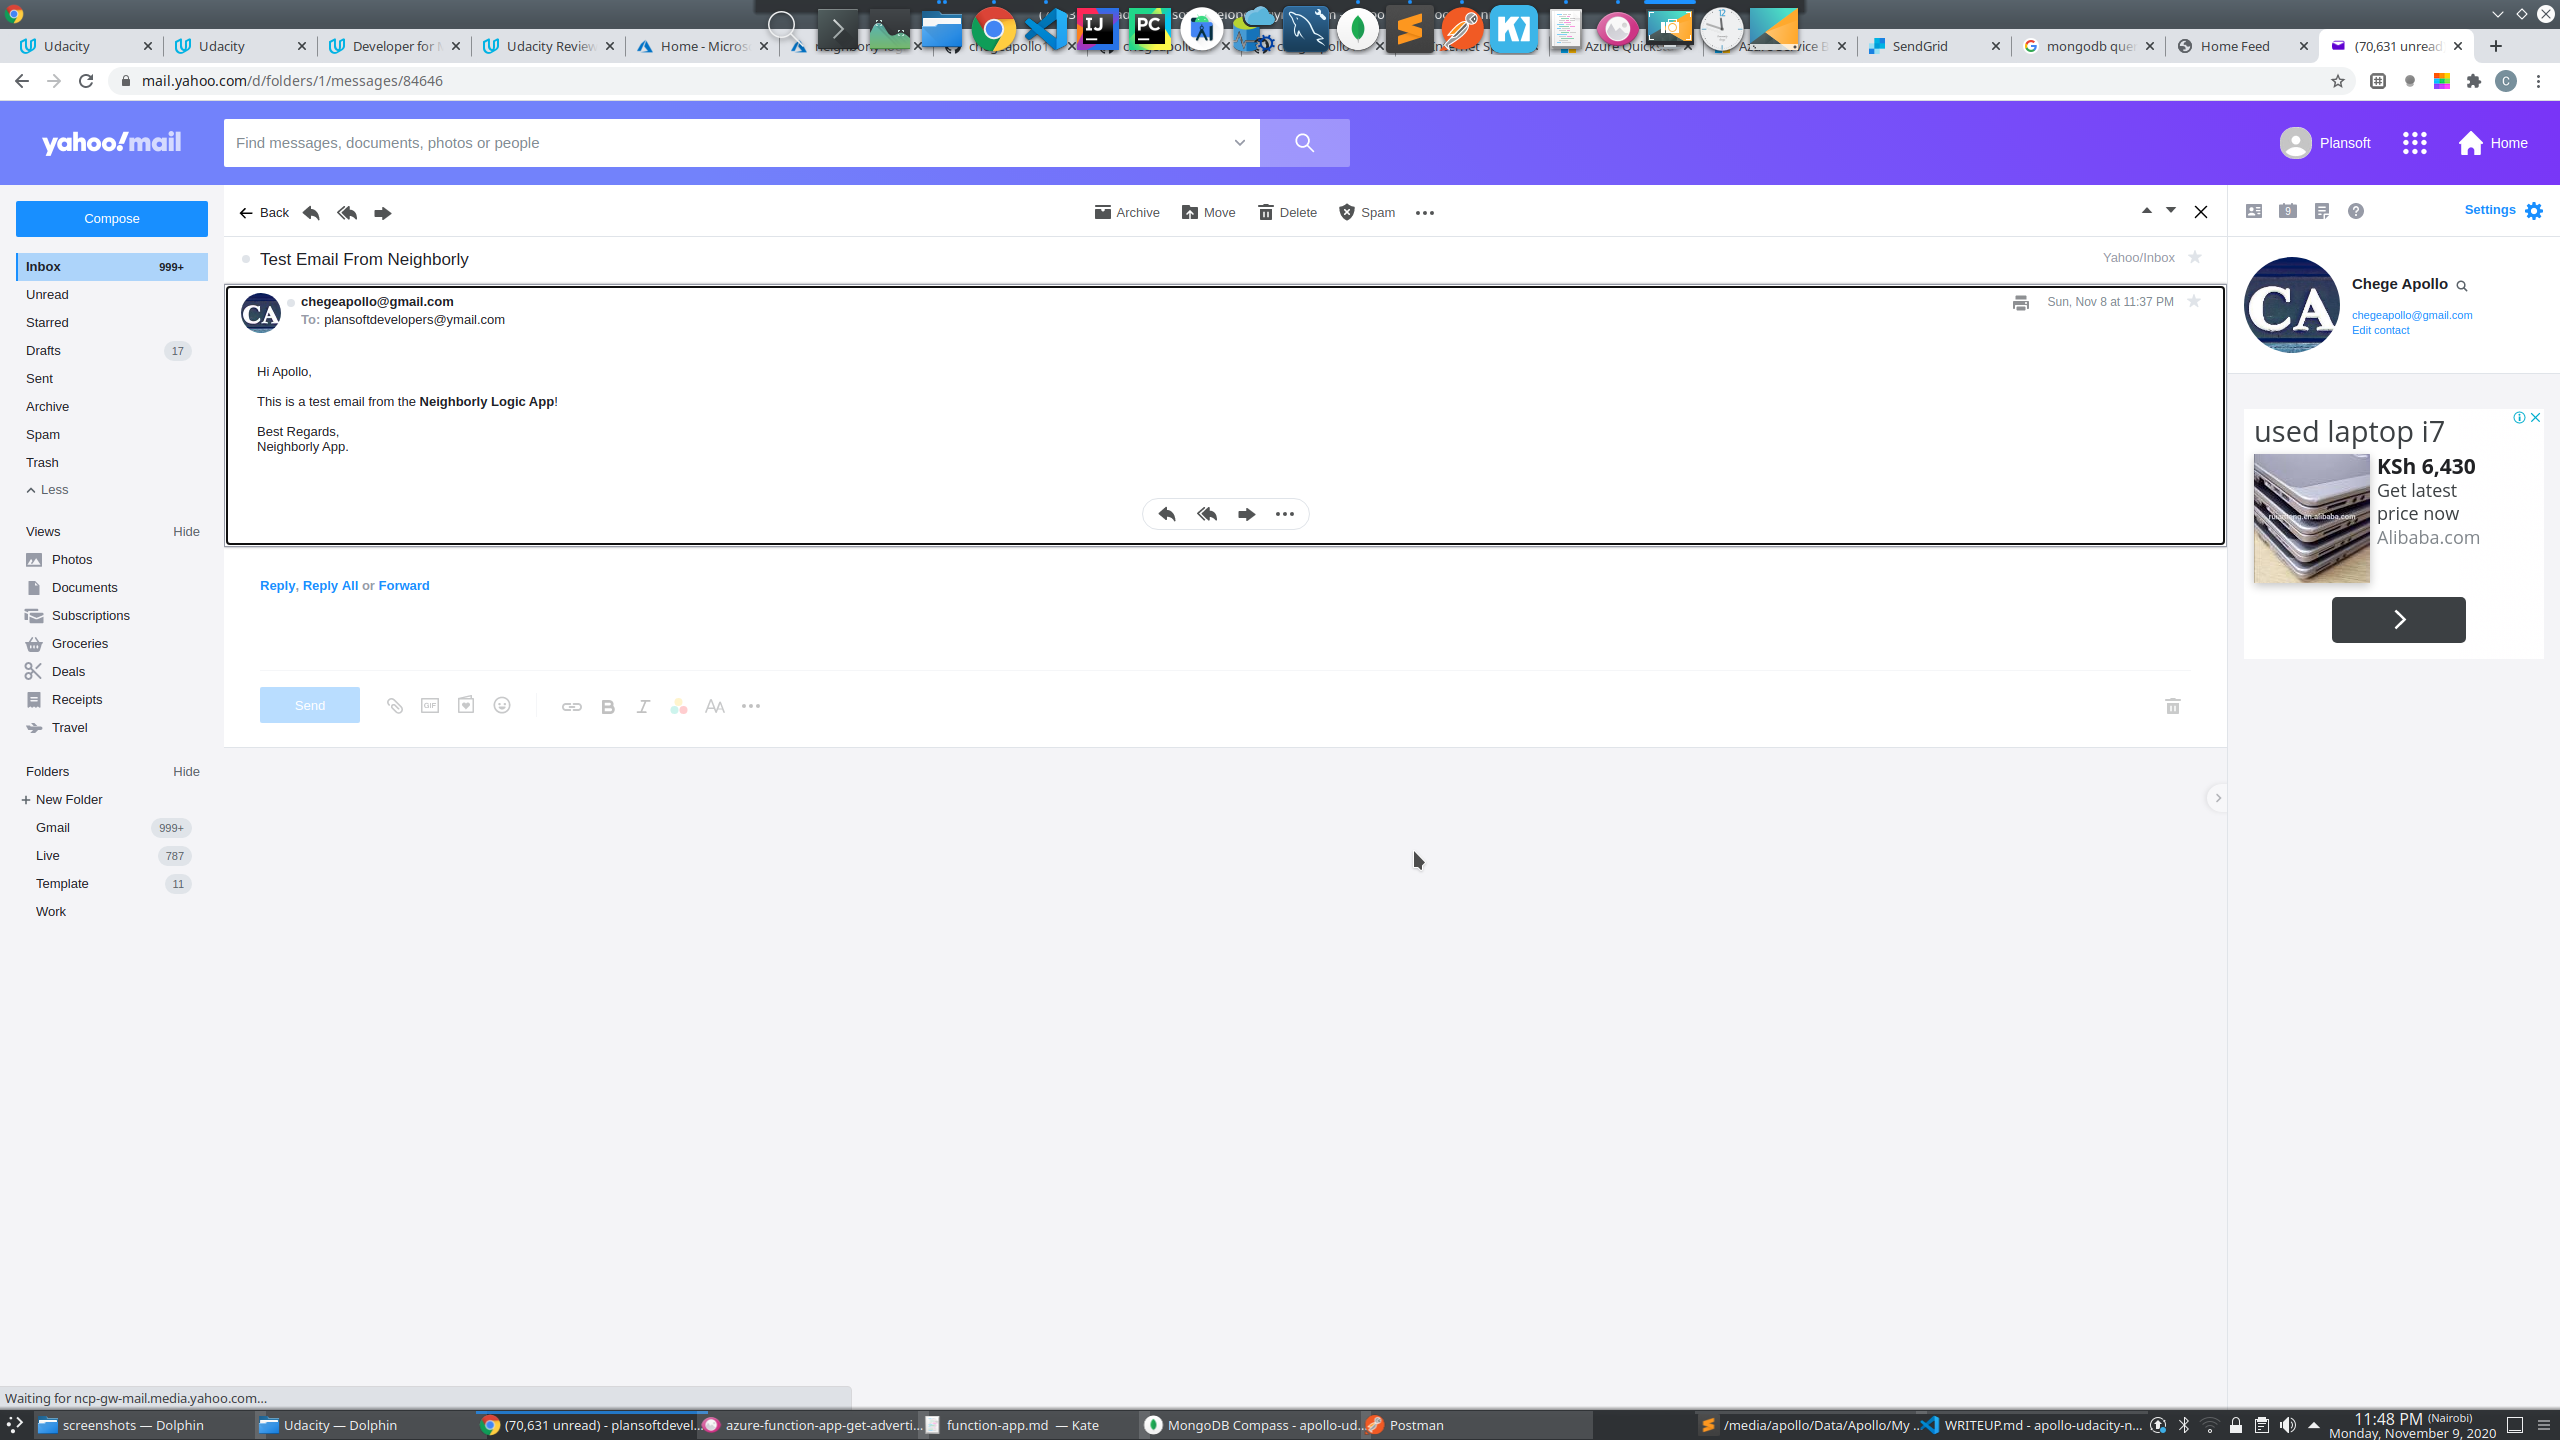 Udacity
Udacity
Developer for M
Udacity Review
Home - Micros
SendGrid
mongodb que
Home Feed
(70,631 unread
mail.yahoo.com/d/folders/1/messages/84646
C
yahoo!mail
Find messages, documents, photos or people
Plansoft
Home
Compose
Back
Archive
Move
Delete
Spam
9
Settings
Inbox 999+
Unread
Starred
Drafts 17
Sent
Archive
Spam
Trash
Less
Views Hide
Photos
Documents
Subscriptions
Groceries
Deals
Receipts
Travel
Folders Hide
New Folder
Gmail 999+
Live 787
Template 11
Work
Test Email From Neighborly
Yahoo/Inbox
CA
chegeapollo@gmail.com
Sun, Nov 8 at 11:37 PM
To: plansoftdevelopers@ymail.com
Hi Apollo,
This is a test email from the Neighborly Logic App!
Best Regards,
Neighborly App.
Reply, Reply All or Forward
Send
GIF
CA
Chege Apollo
chegeapollo@gmail.com
Edit contact
used laptop i7
KSh 6,430
Get latest
price now
Alibaba.com
Waiting for ncp-gw-mail.media.yahoo.com...
screenshots — Dolphin
Udacity — Dolphin
(70,631 unread) - plansoftdevel...
azure-function-app-get-adverti...
function-app.md — Kate
MongoDB Compass - apollo-ud...
Postman
/media/apollo/Data/Apollo/My ...
WRITEUP.md - apollo-udacity-n...
11:48 PM (Nairobi)
Monday, November 9, 2020